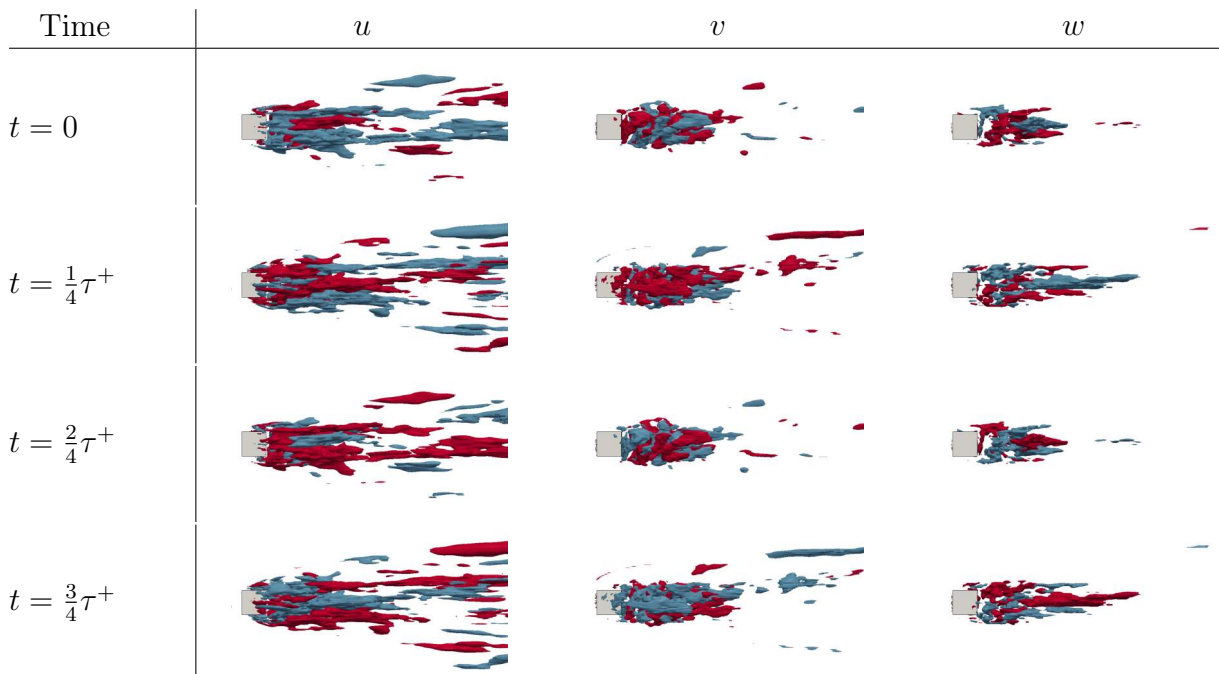 Time u v w
t = 0
t = 1/4 τ⁺
t = 2/4 τ⁺
t = 3/4 τ⁺